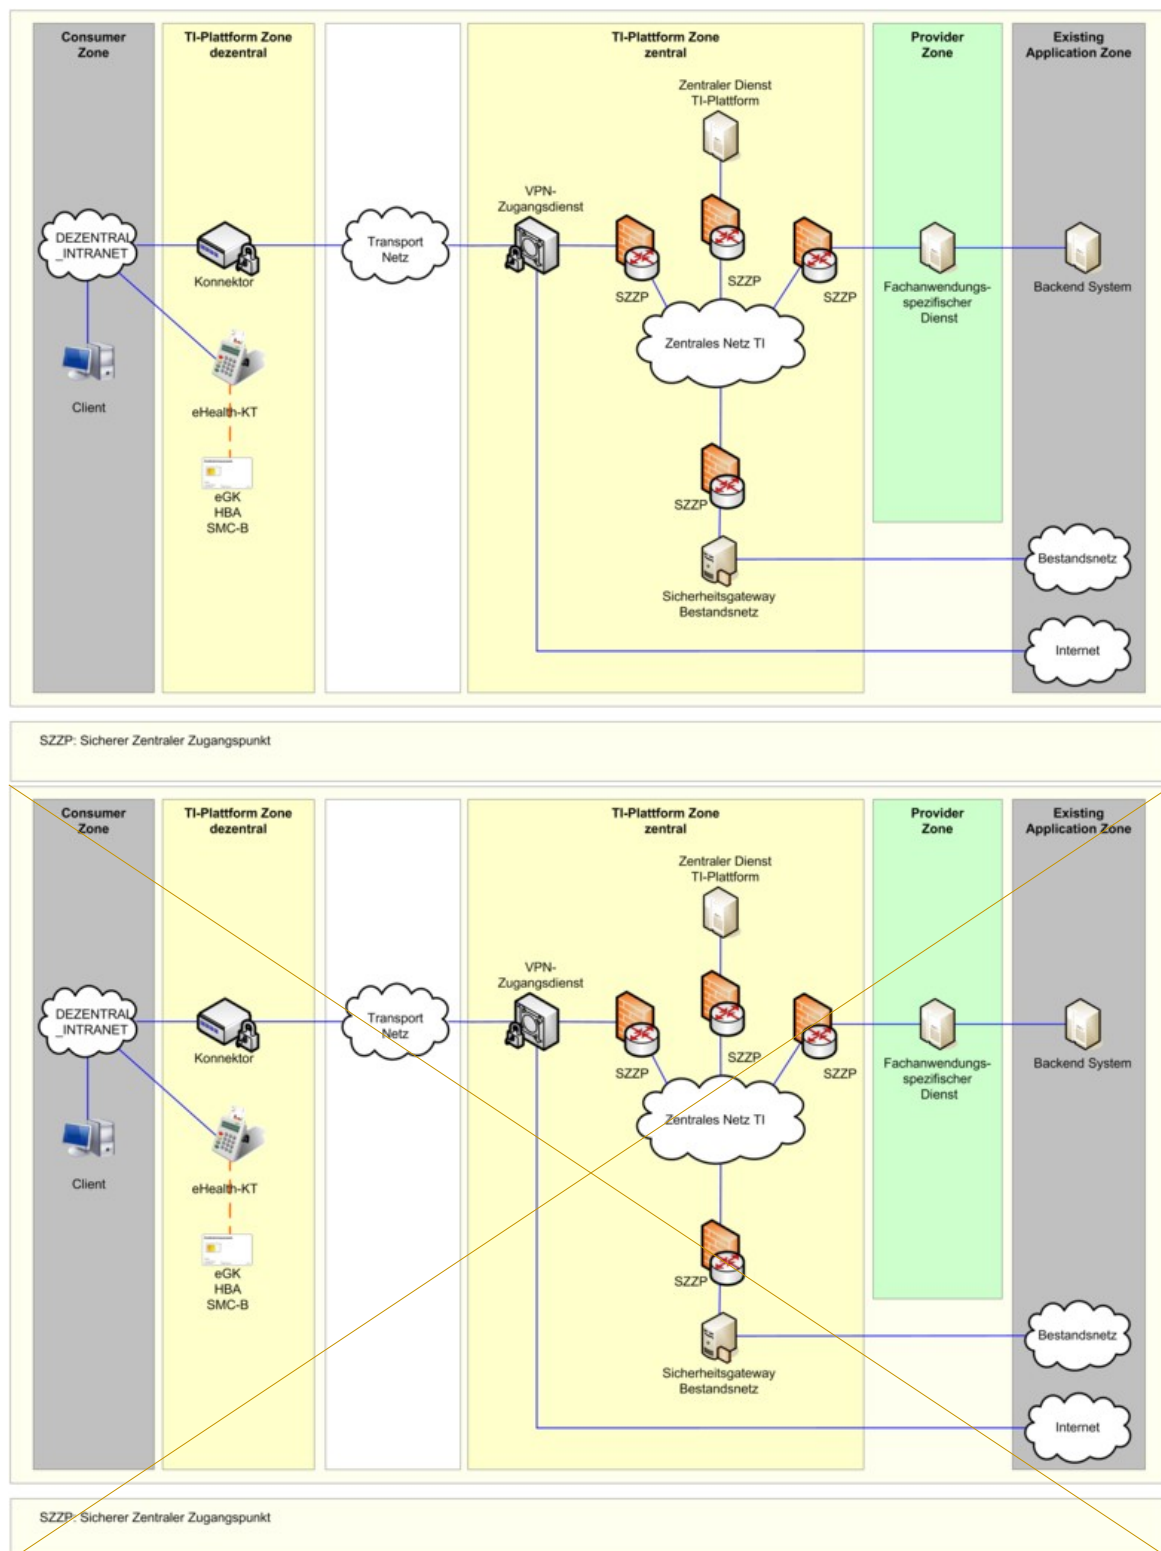 Consumer
Zone
TI-Plattform Zone
dezentral
TI-Plattform Zone
zentral
Provider
Zone
Existing
Application Zone
Zentraler Dienst
TI-Plattform
VPN-
Zugangsdienst
DEZENTRAL
_INTRANET
Transport
Netz
Konnektor
SZZP
SZZP
SZZP
Fachanwendungs-
spezifischer
Dienst
Backend System
Zentrales Netz TI
Client
eHealth-KT
eGK
HBA
SMC-B
SZZP
Bestandsnetz
Sicherheitsgateway
Bestandsnetz
Internet
SZZP: Sicherer Zentraler Zugangspunkt
Consumer
Zone
TI-Plattform Zone
dezentral
TI-Plattform Zone
zentral
Provider
Zone
Existing
Application Zone
Zentraler Dienst
TI-Plattform
VPN-
Zugangsdienst
DEZENTRAL
_INTRANET
Transport
Netz
Konnektor
SZZP
SZZP
SZZP
Fachanwendungs-
spezifischer
Dienst
Backend System
Zentrales Netz TI
Client
eHealth-KT
eGK
HBA
SMC-B
SZZP
Bestandsnetz
Sicherheitsgateway
Bestandsnetz
Internet
SZZP: Sicherer Zentraler Zugangspunkt